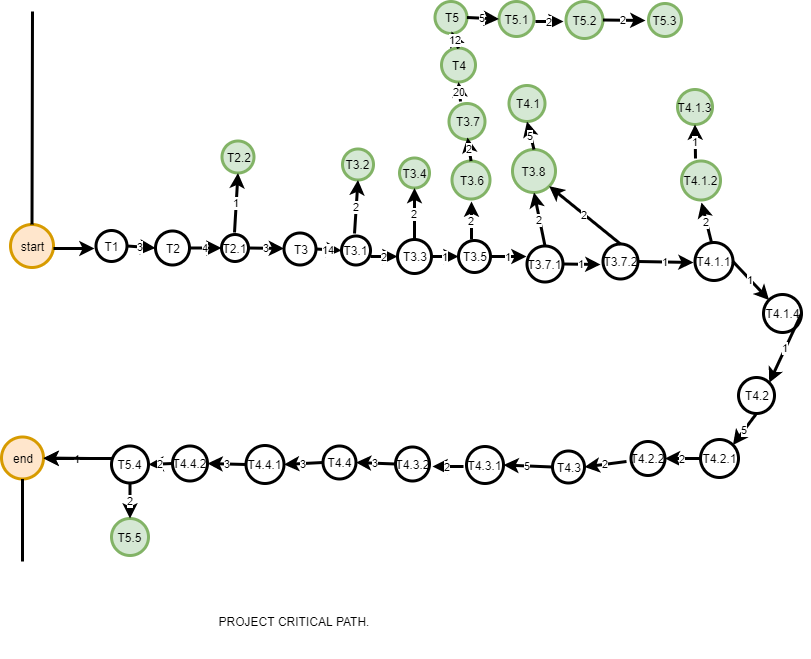 T5
5
T5.1
2
T5.2
2
T5.3
12
T4
20
T3.7
2
T3.6
2
T4.1
5
T3.8
2
2
T4.1.3
1
T4.1.2
2
T2.2
1
T3.2
2
T3.4
2
start
T1
3
T2
4
T2.1
3
T3
14
T3.1
2
T3.3
1
T3.5
1
T3.7.1
1
T3.7.2
1
T4.1.1
1
T4.1.4
1
T4.2
5
end
1
T5.4
2
T4.4.2
3
T4.4.1
3
T4.4
3
T4.3.2
2
T4.3.1
5
T4.3
2
T4.2.2
2
T4.2.1
2
T5.5
PROJECT CRITICAL PATH.